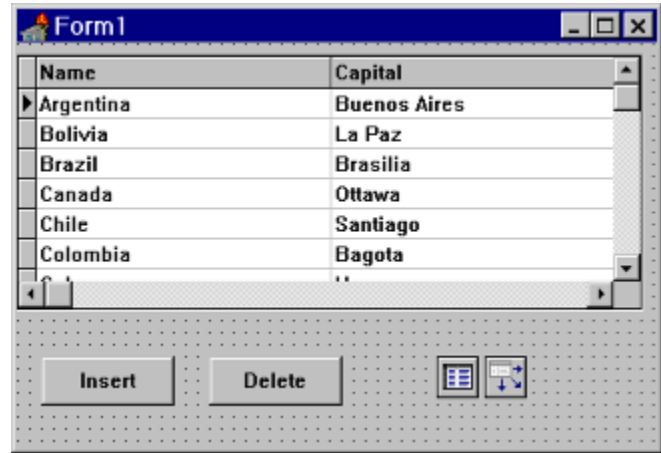 Form1
Name Capital
Argentina Buenos Aires
Bolivia La Paz
Brazil Brasilia
Canada Ottawa
Chile Santiago
Colombia Bagota
Insert Delete